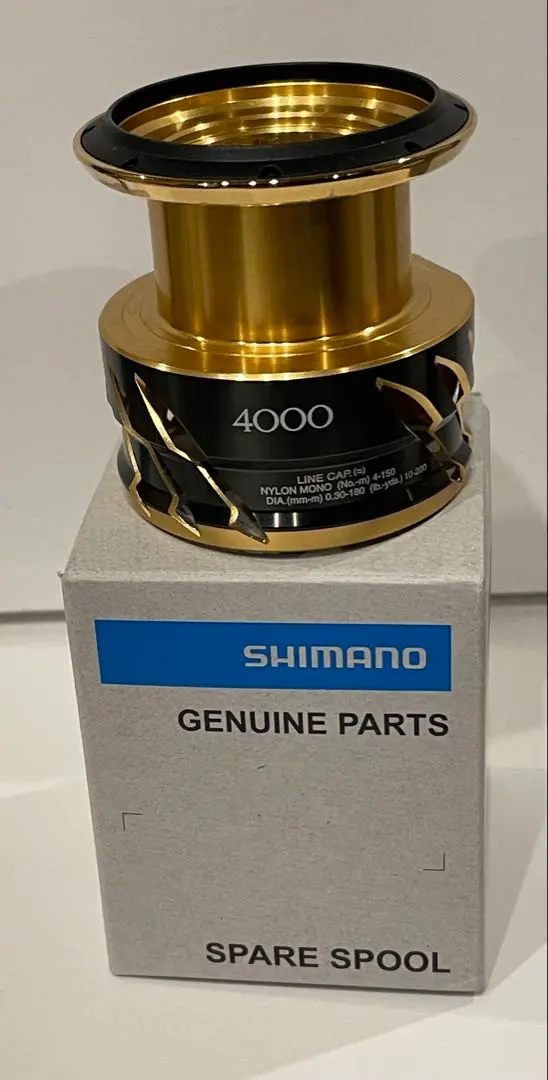 4000
LINE CAP.(≈)
NYLON MONO (No.-m) 4-150
DIA.(mm-m) 0.30-180 (lb.-yds.) 10-200
SHIMANO
GENUINE PARTS
SPARE SPOOL